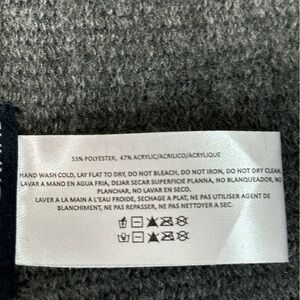 53% POLYESTER, 47% ACRYLIC/ACRILICO/ACRYLIQUE
HAND WASH COLD, LAY FLAT TO DRY, DO NOT BLEACH, DO NOT IRON, DO NOT DRY CLEAN
LAVAR A MANO EN AGUA FRIA, DEJAR SECAR SUPERFICIE PLANNA, NO BLANQUEADOR, NO
PLANCHAR, NO LAVAR EN SECO.
LAVER A LA MAIN A L'EAU FROIDE, SECHAGE A PLAT, NE PAS UTILISER AGENT DE
BLANCHIMENT, NE PAS REPASSER, NE PAS NETTOYER A SEC.